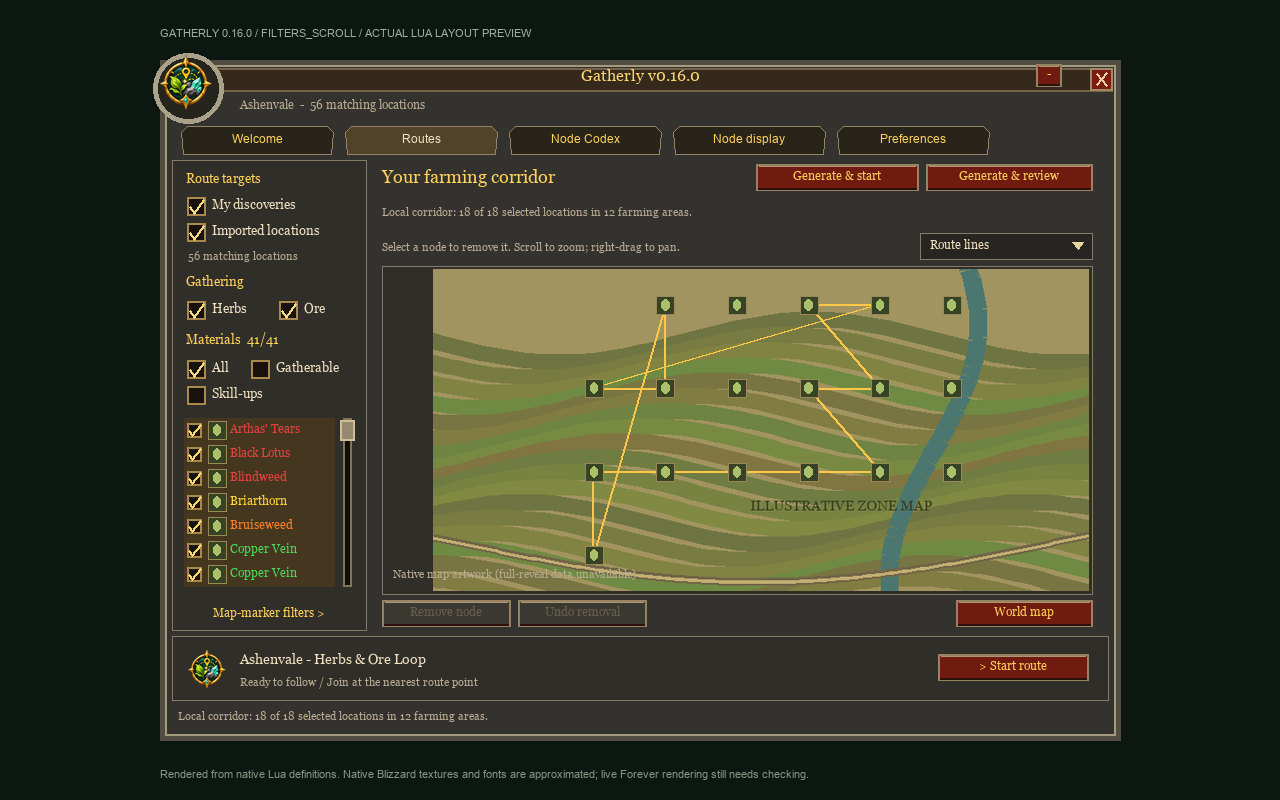 GATHERLY 0.16.0 / FILTERS_SCROLL / ACTUAL LUA LAYOUT PREVIEW
Gatherly v0.16.0
-
X
Ashenvale - 56 matching locations
Welcome
Routes
Node Codex
Node display
Preferences
Route targets
My discoveries
Imported locations
56 matching locations
Gathering
Herbs
Ore
Materials 41/41
All
Gatherable
Skill-ups
Arthas' Tears
Black Lotus
Blindweed
Briarthorn
Bruiseweed
Copper Vein
Copper Vein
Map-marker filters >
Your farming corridor
Generate & start
Generate & review
Local corridor: 18 of 18 selected locations in 12 farming areas.
Select a node to remove it. Scroll to zoom; right-drag to pan.
Route lines
ILLUSTRATIVE ZONE MAP
Native map artwork (full-reveal data unavailable)
Remove node
Undo removal
World map
Ashenvale - Herbs & Ore Loop
Ready to follow / Join at the nearest route point
> Start route
Local corridor: 18 of 18 selected locations in 12 farming areas.
Rendered from native Lua definitions. Native Blizzard textures and fonts are approximated; live Forever rendering still needs checking.